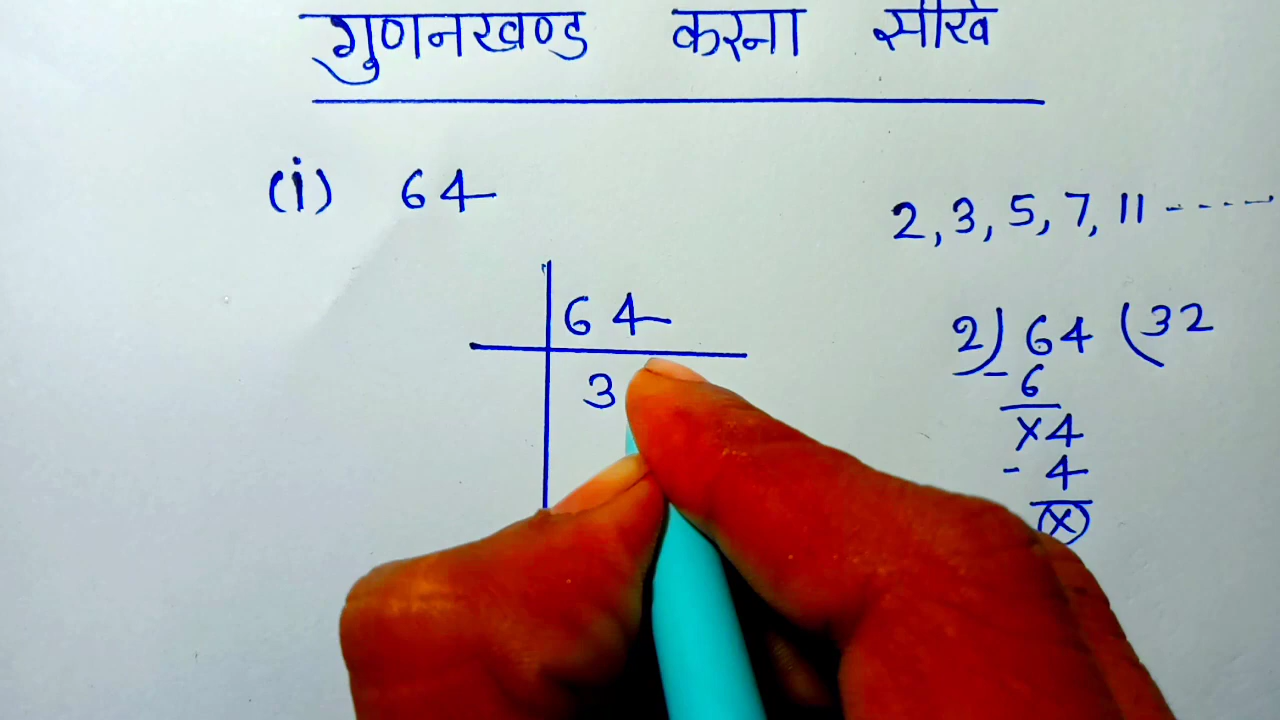 गुणनखण्ड करना सीखे
(i) 64
2, 3, 5, 7, 11 -----
64
3
2) 64 (32
- 6
x4
- 4
(x)